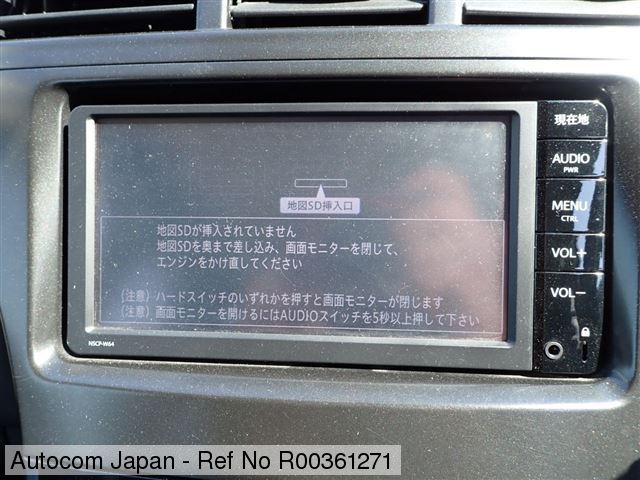 現在地
AUDIO
PWR
MENU
CTRL
VOL+
VOL-
地図SD挿入口
地図SDが挿入されていません
地図SDを奥まで差し込み、画面モニターを閉じて、
エンジンをかけ直してください
(注意) ハードスイッチのいずれかを押すと画面モニターが閉じます
(注意) 画面モニターを開けるにはAUDIOスイッチを5秒以上押して下さい
NSCP-W64
Autocom Japan - Ref No R00361271